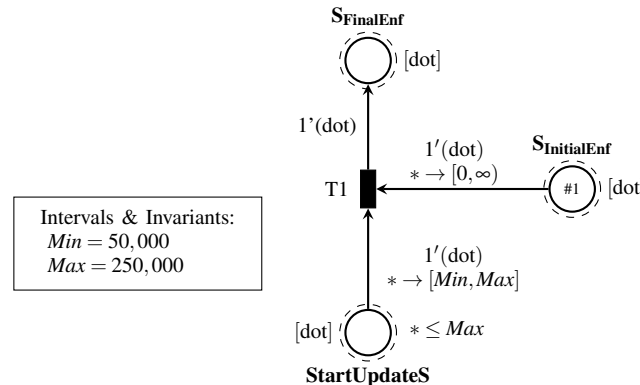 S_FinalEnf
[dot]
1’(dot)
S_InitialEnf
1′(dot)
∗ → [0,∞)
#1
[dot
T1
Intervals & Invariants:
Min = 50,000
Max = 250,000
1′(dot)
∗ → [Min,Max]
[dot]
∗ ≤ Max
StartUpdateS